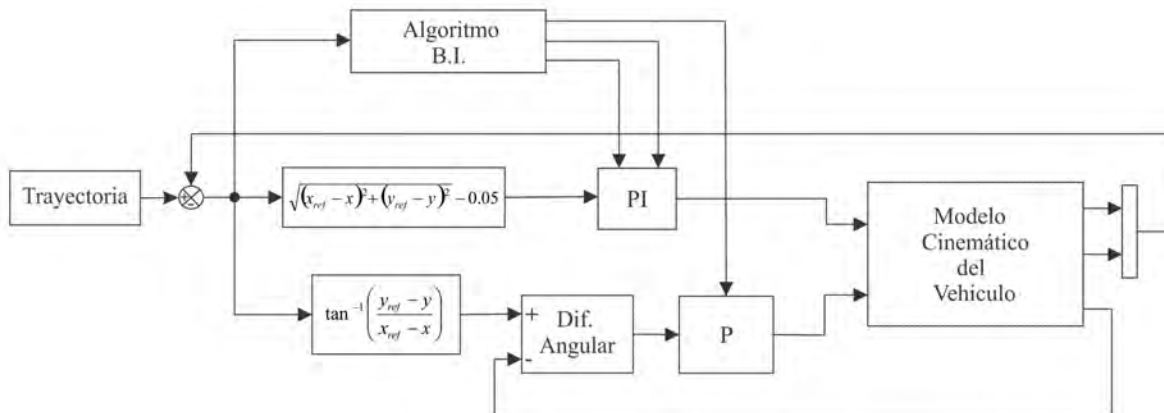 Algoritmo
B.I.
Trayectoria
+
-
√(x_ref − x)² + (y_ref − y)² − 0.05
PI
Modelo
Cinemático
del
Vehiculo
tan⁻¹((y_ref − y)/(x_ref − x))
+
Dif.
Angular
-
P